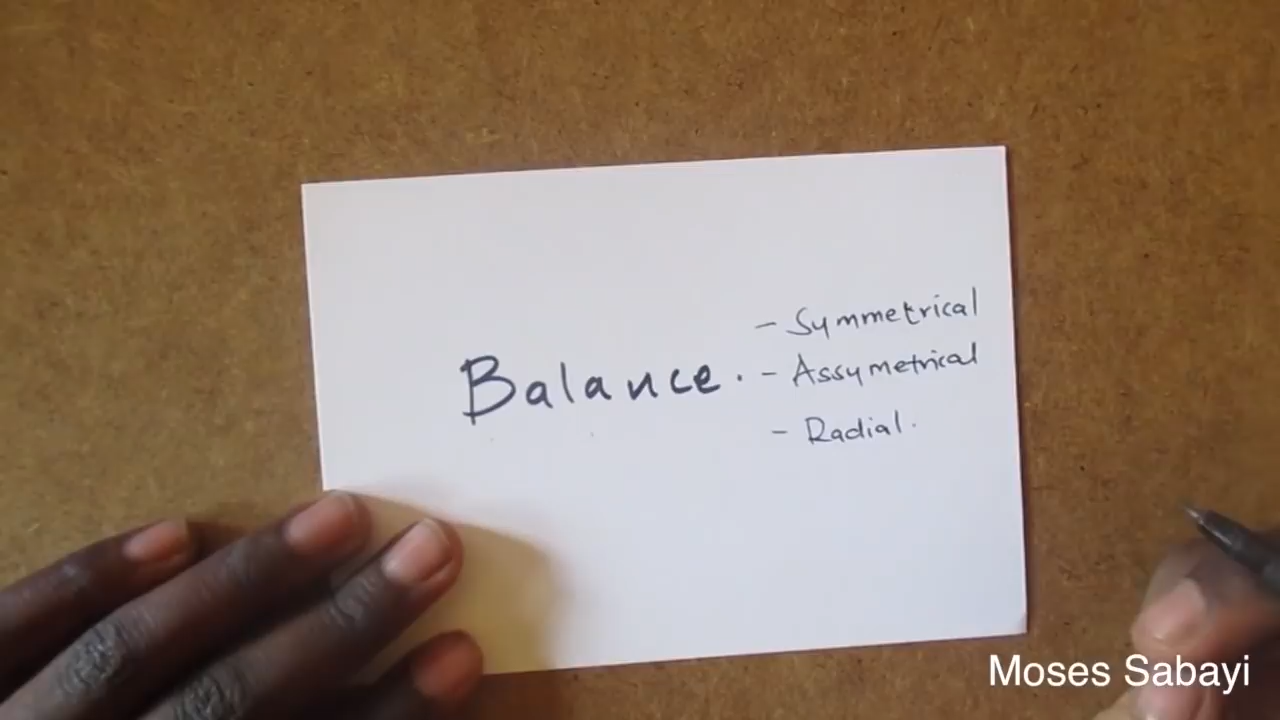 - Symmetrical
Balance. - Assymetrical
- Radial.
Moses Sabayi